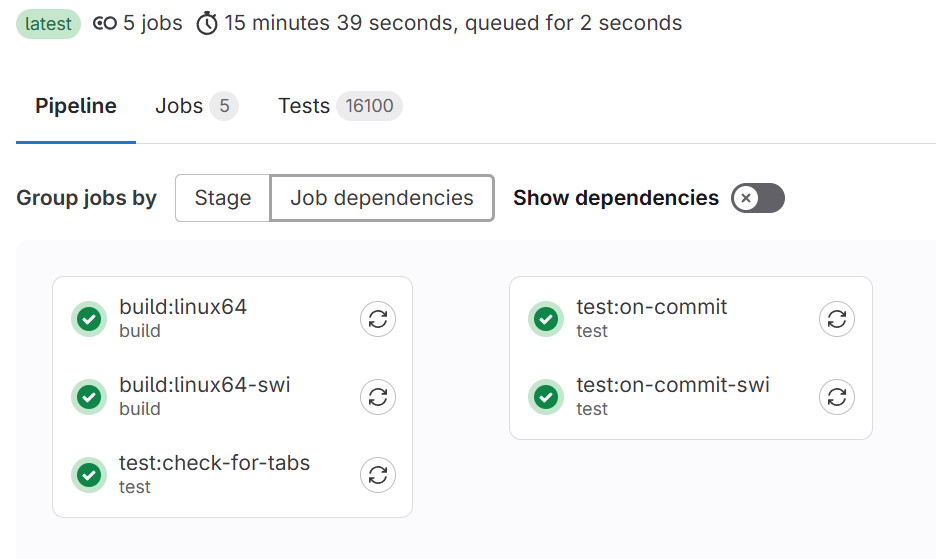 latest 5 jobs 15 minutes 39 seconds, queued for 2 seconds
Pipeline Jobs 5 Tests 16100
Group jobs by Stage Job dependencies Show dependencies
build:linux64
build
build:linux64-swi
build
test:check-for-tabs
test
test:on-commit
test
test:on-commit-swi
test